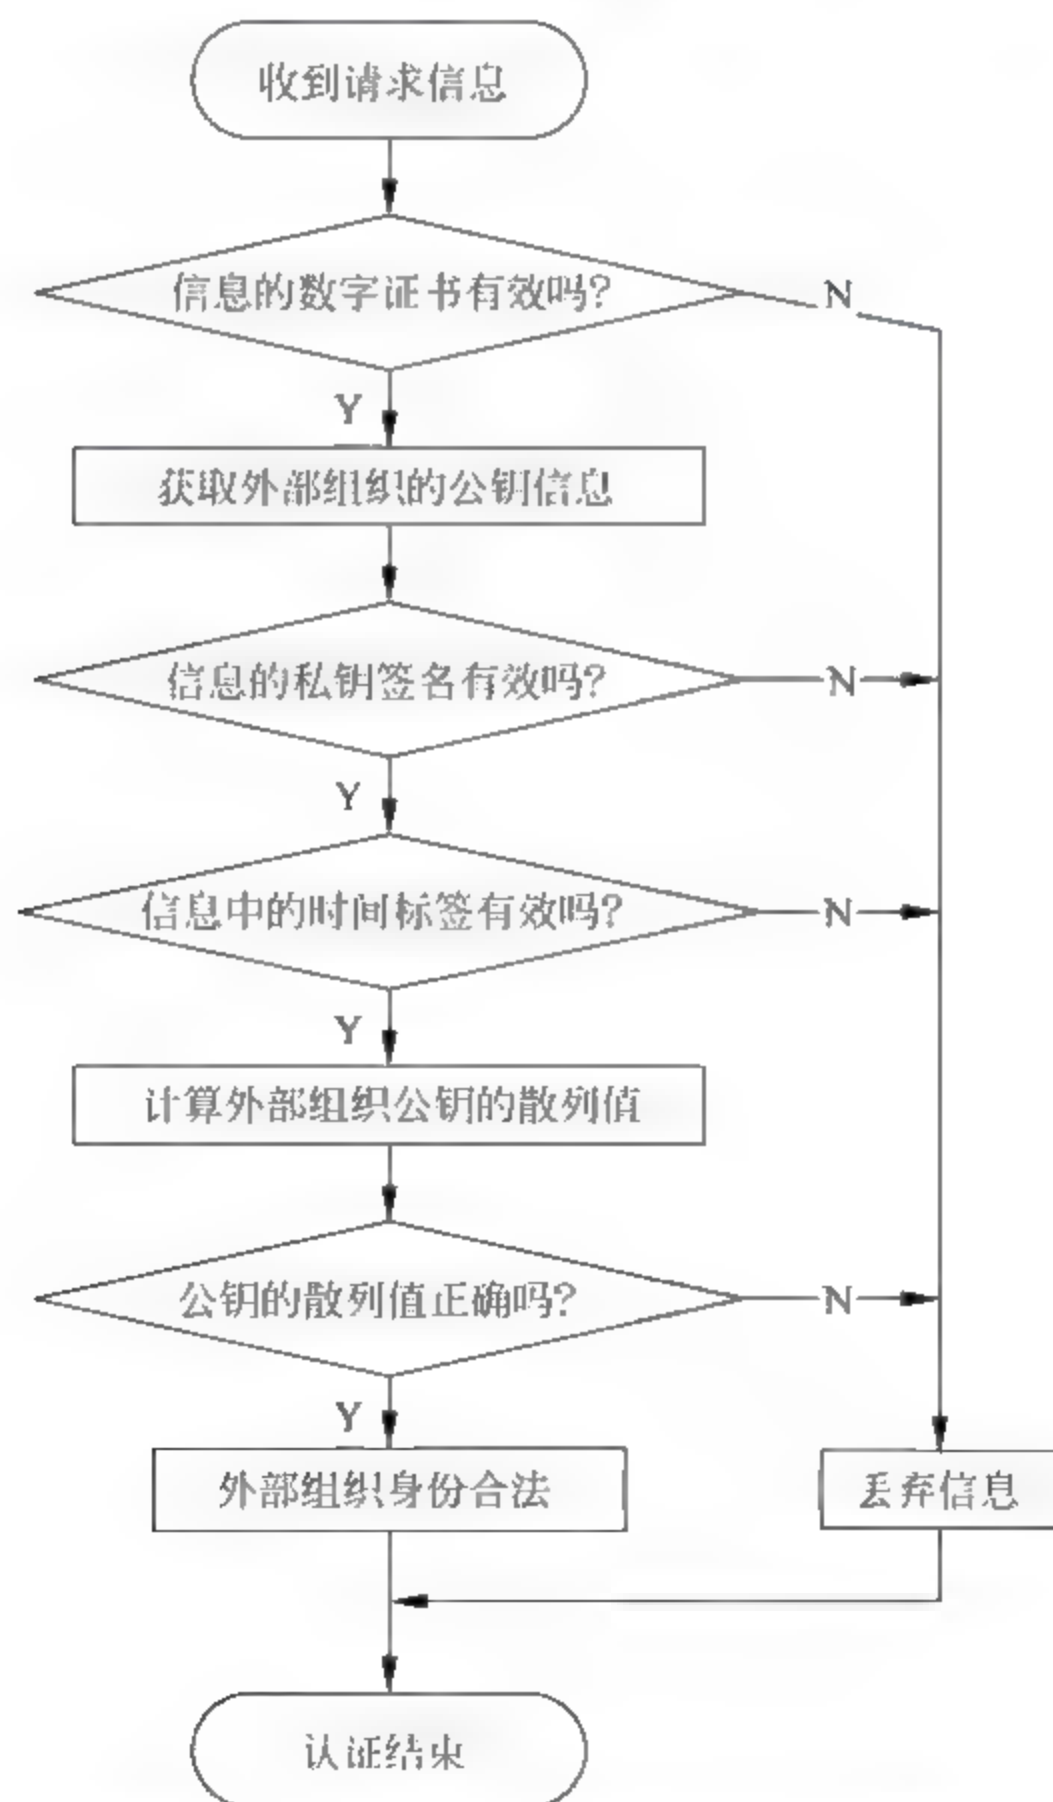 收到请求信息
信息的数字证书有效吗?
N
Y
获取外部组织的公钥信息
信息的私钥签名有效吗?
N
Y
信息中的时间标签有效吗?
N
Y
计算外部组织公钥的散列值
公钥的散列值正确吗?
N
Y
外部组织身份合法
丢弃信息
认证结束